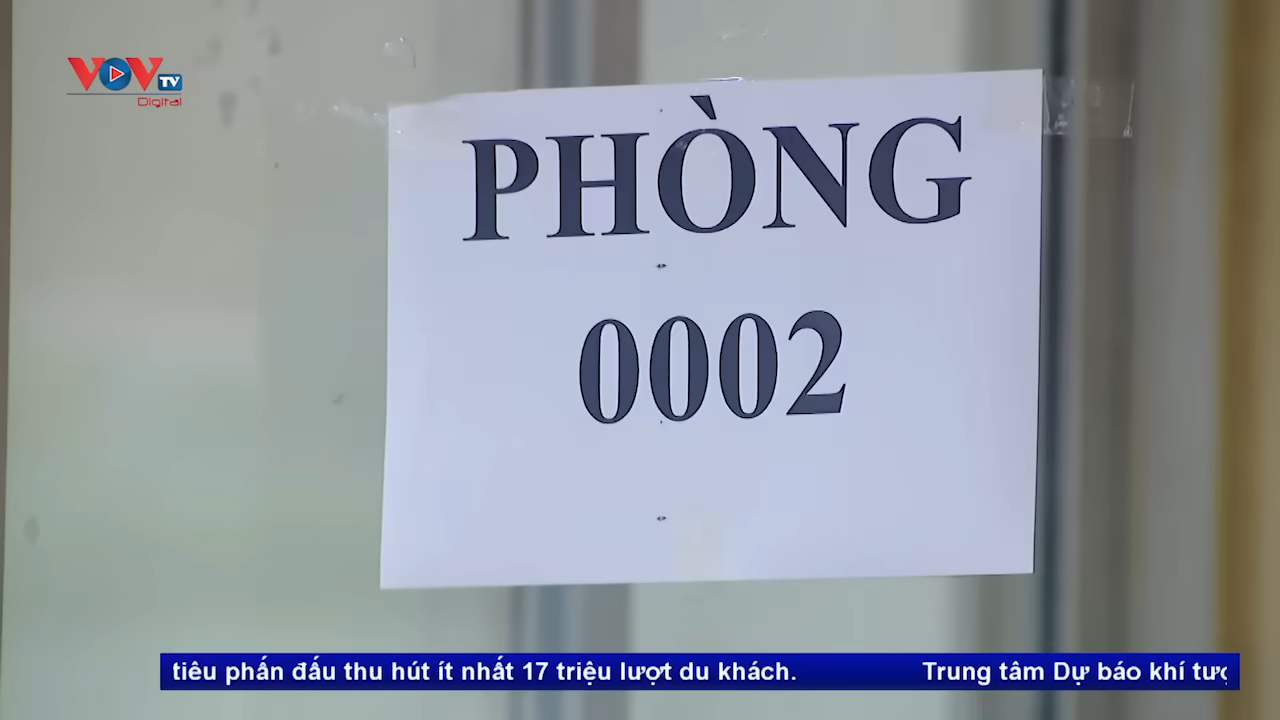 VOV TV
Digital
PHÒNG
0002
tiêu phấn đấu thu hút ít nhất 17 triệu lượt du khách.
Trung tâm Dự báo khí